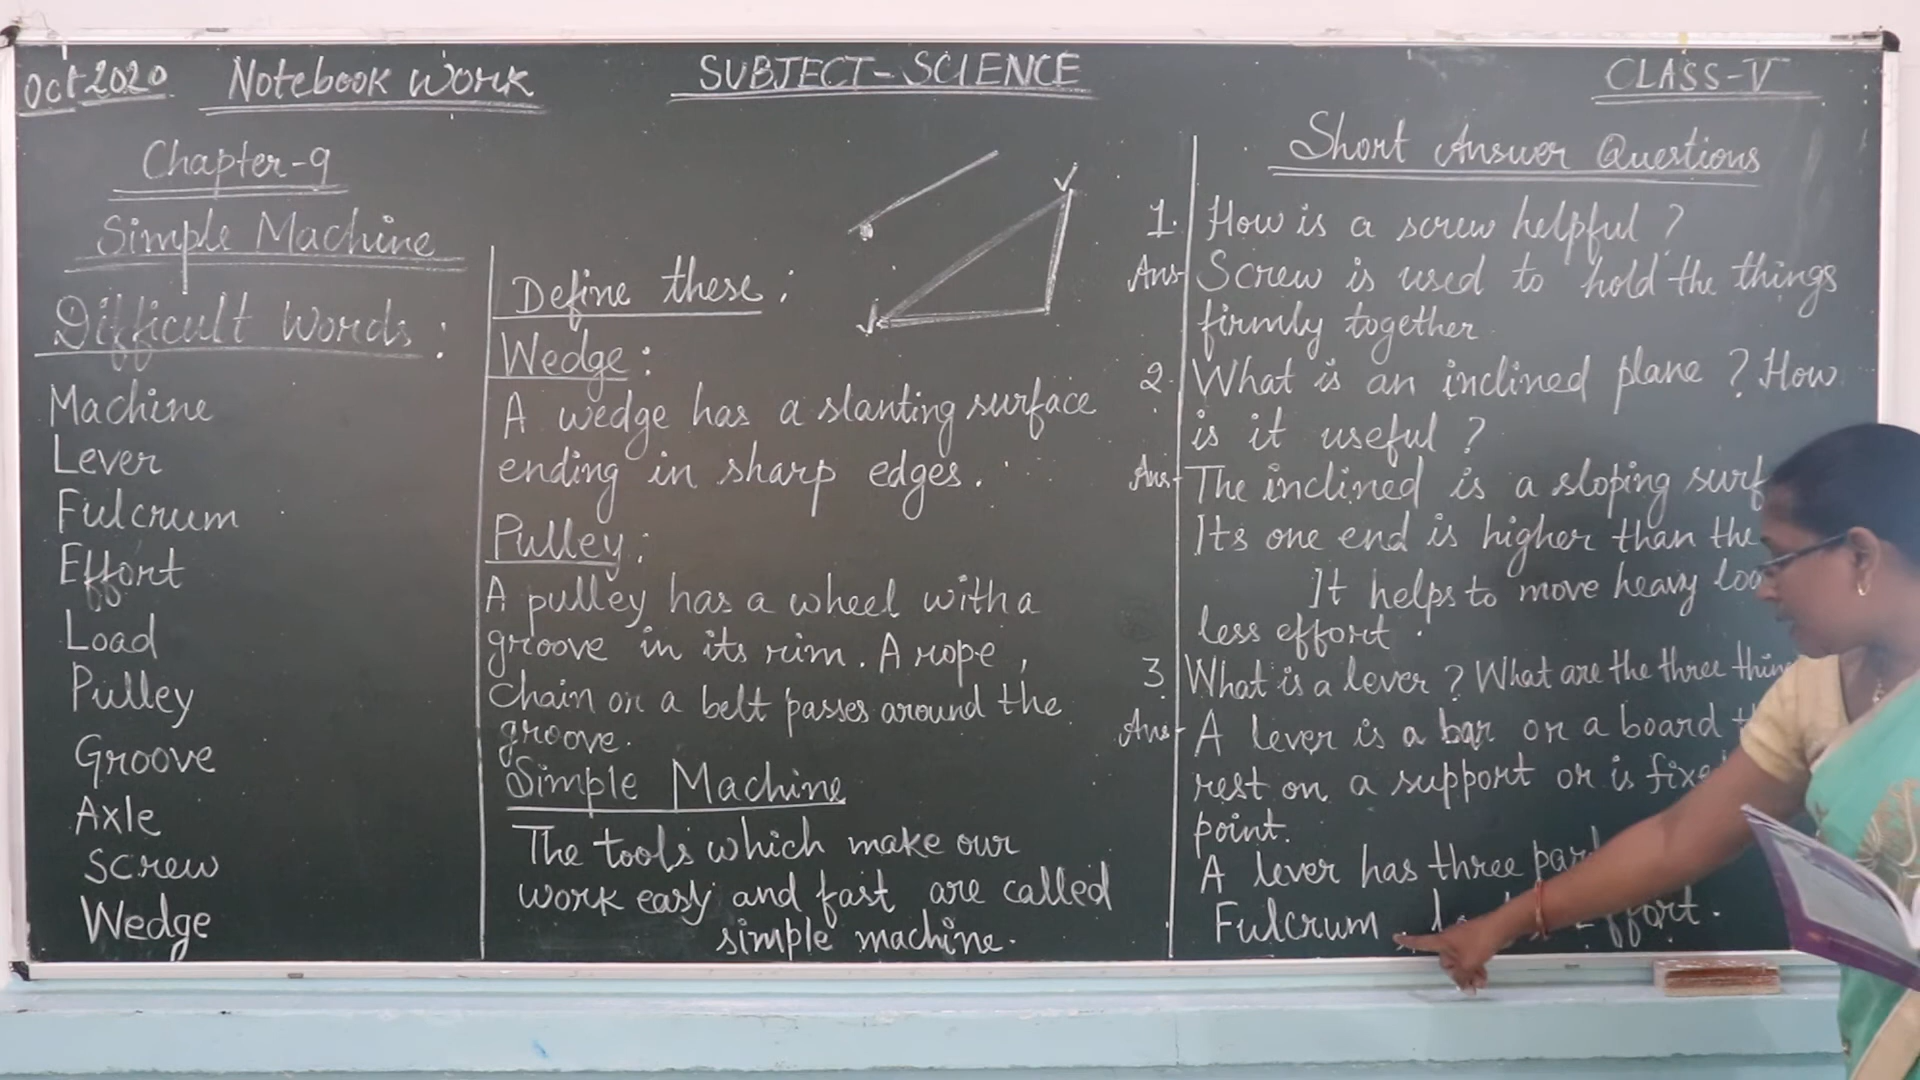 Oct 2020 Notebook Work SUBJECT-SCIENCE CLASS-V
Chapter-9
Simple Machine
Difficult Words:
Machine
Lever
Fulcrum
Effort
Load
Pulley
Groove
Axle
Screw
Wedge
Define these:
Wedge:
A wedge has a slanting surface
ending in sharp edges.
Pulley:
A pulley has a wheel with a
groove in its rim. A rope,
chain or a belt passes around the
groove.
Simple Machine
The tools which make our
work easy and fast are called
simple machine.
Short Answer Questions
1. How is a screw helpful?
Ans- Screw is used to hold the things
firmly together
2. What is an inclined plane? How
is it useful?
Ans- The inclined is a sloping surf
Its one end is higher than the
It helps to move heavy loa
less effort.
3. What is a lever? What are the three thin
Ans- A lever is a bar or a board
rest on a support or is fixe
point.
A lever has three par
Fulcrum effort.